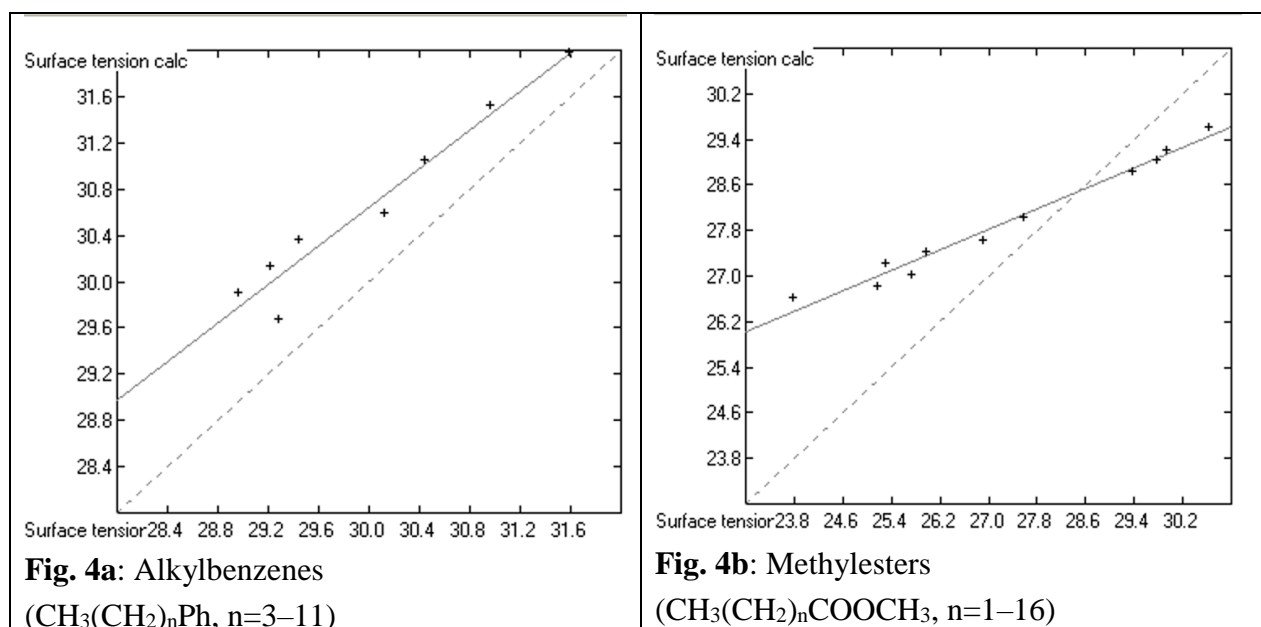 Surface tension calc
31.6
31.2
30.8
30.4
30.0
29.6
29.2
28.8
28.4
Surface tension 28.4 28.8 29.2 29.6 30.0 30.4 30.8 31.2 31.6
Fig. 4a: Alkylbenzenes
(CH₃(CH₂)ₙPh, n=3–11)
Surface tension calc
30.2
29.4
28.6
27.8
27.0
26.2
25.4
24.6
23.8
Surface tension 23.8 24.6 25.4 26.2 27.0 27.8 28.6 29.4 30.2
Fig. 4b: Methylesters
(CH₃(CH₂)ₙCOOCH₃, n=1–16)